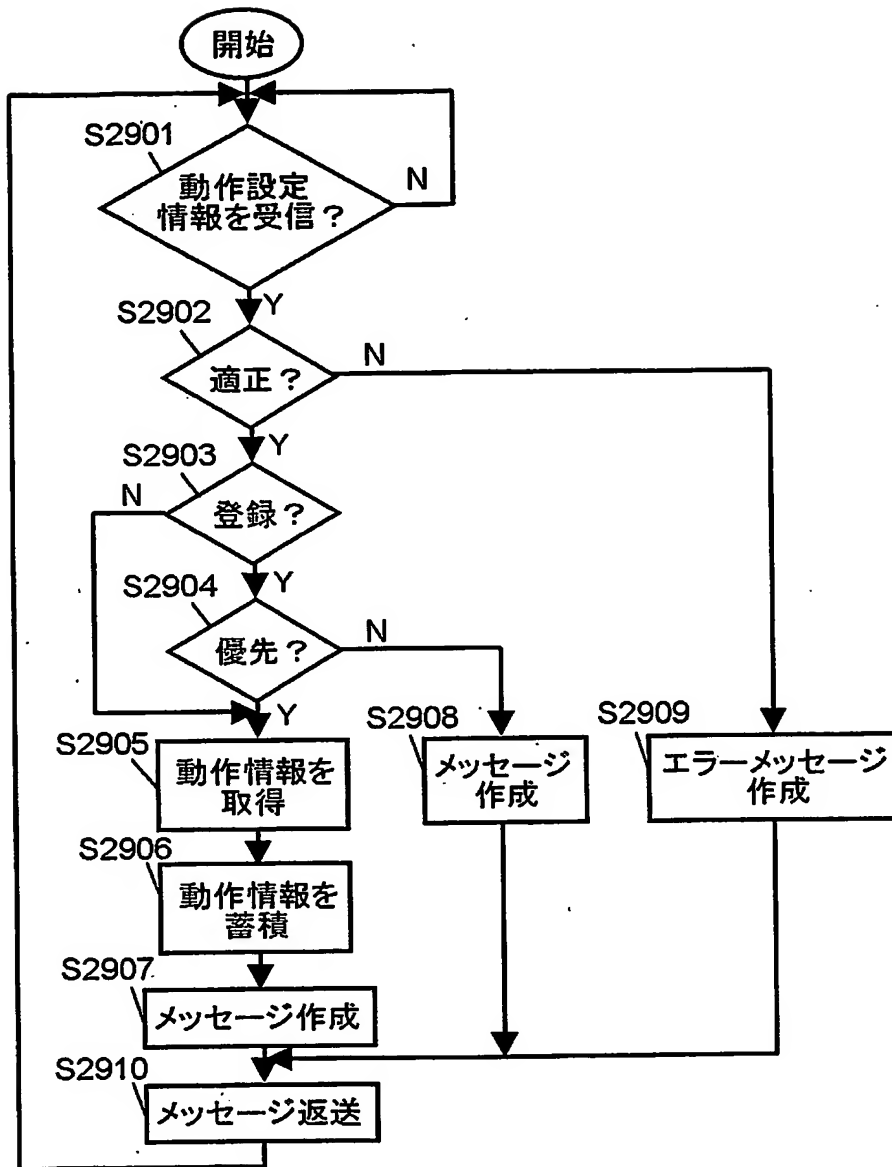 開始
S2901
動作設定
情報を受信?
N
Y
S2902
適正?
N
Y
S2903
登録?
N
Y
S2904
優先?
N
Y
S2905
動作情報を
取得
S2908
メッセージ
作成
S2909
エラーメッセージ
作成
S2906
動作情報を
蓄積
S2907
メッセージ作成
S2910
メッセージ返送